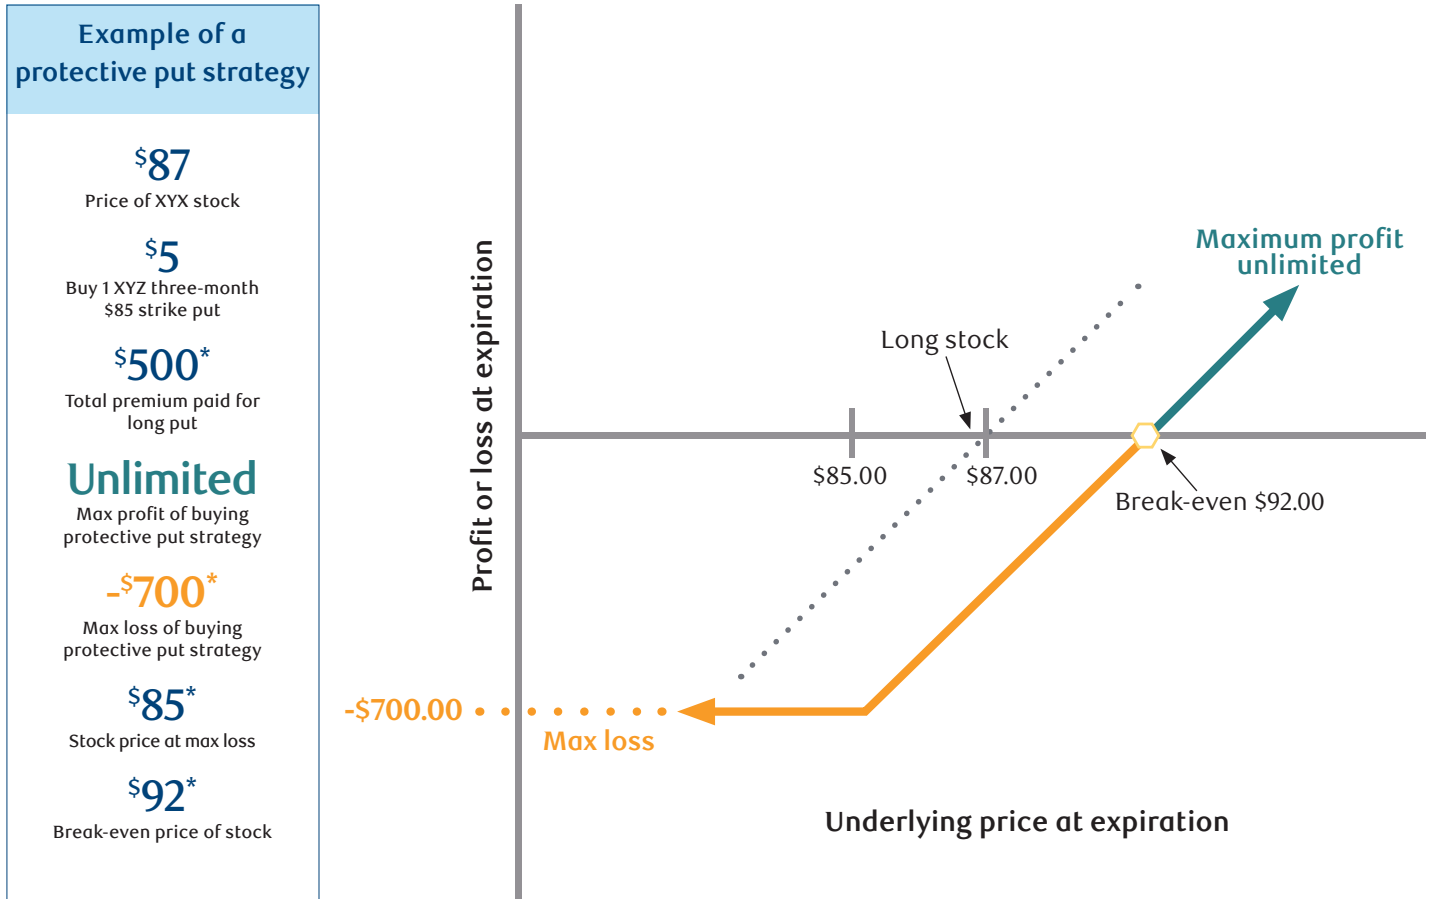 Example of a
protective put strategy
$87
Price of XYX stock
$5
Buy 1 XYZ three-month
$85 strike put
$500*
Total premium paid for
long put
Unlimited
Max profit of buying
protective put strategy
-$700*
Max loss of buying
protective put strategy
$85*
Stock price at max loss
$92*
Break-even price of stock
Profit or loss at expiration
Maximum profit
unlimited
Long stock
$85.00
$87.00
Break-even $92.00
-$700.00
Max loss
Underlying price at expiration